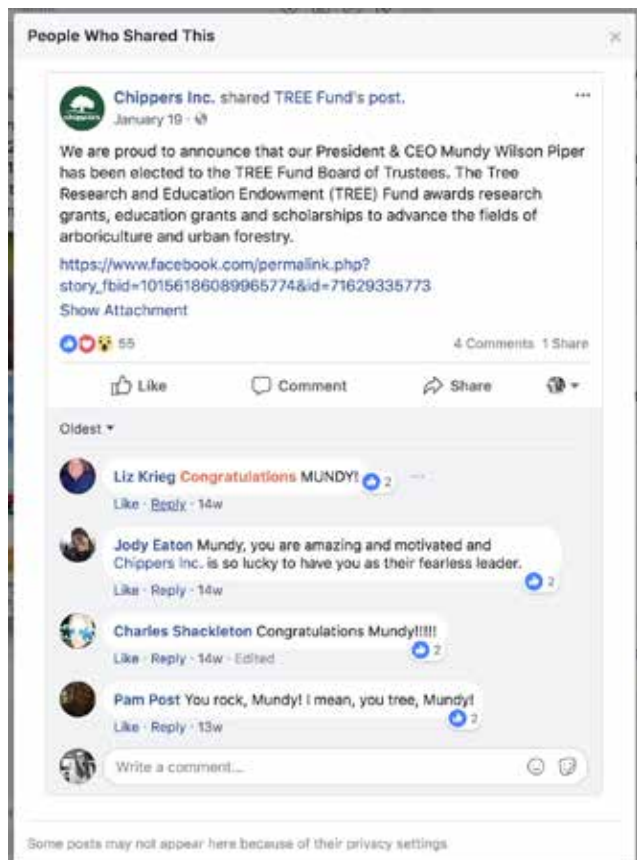 People Who Shared This
Chippers Inc. shared TREE Fund's post.
January 19
We are proud to announce that our President & CEO Mundy Wilson Piper
has been elected to the TREE Fund Board of Trustees. The Tree
Research and Education Endowment (TREE) Fund awards research
grants, education grants and scholarships to advance the fields of
arboriculture and urban forestry.
https://www.facebook.com/permalink.php?
story_fbid=10156186089965774&id=71629335773
Show Attachment
55 4 Comments 1 Share
Like Comment Share
Oldest
Liz Krieg Congratulations MUNDY! 2
Like · Reply · 14w
Jody Eaton Mundy, you are amazing and motivated and
Chippers Inc. is so lucky to have you as their fearless leader.
2
Like · Reply · 14w
Charles Shackleton Congratulations Mundy!!!!!
2
Like · Reply · 14w · Edited
Pam Post You rock, Mundy! I mean, you tree, Mundy!
2
Like · Reply · 13w
Write a comment...
Some posts may not appear here because of their privacy settings